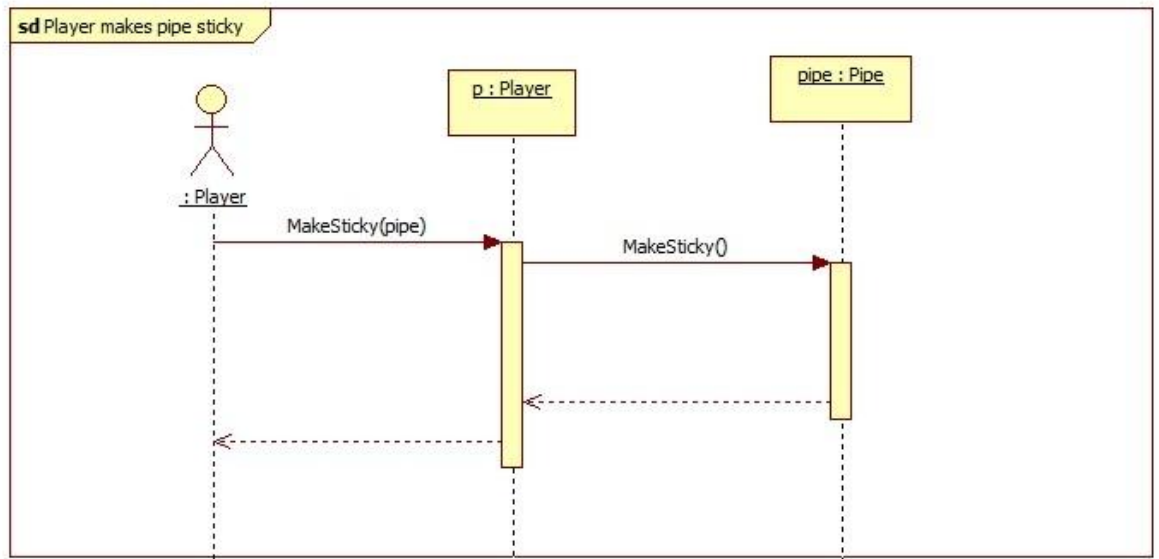 sd Player makes pipe sticky
p : Player
pipe : Pipe
: Player
MakeSticky(pipe)
MakeSticky()